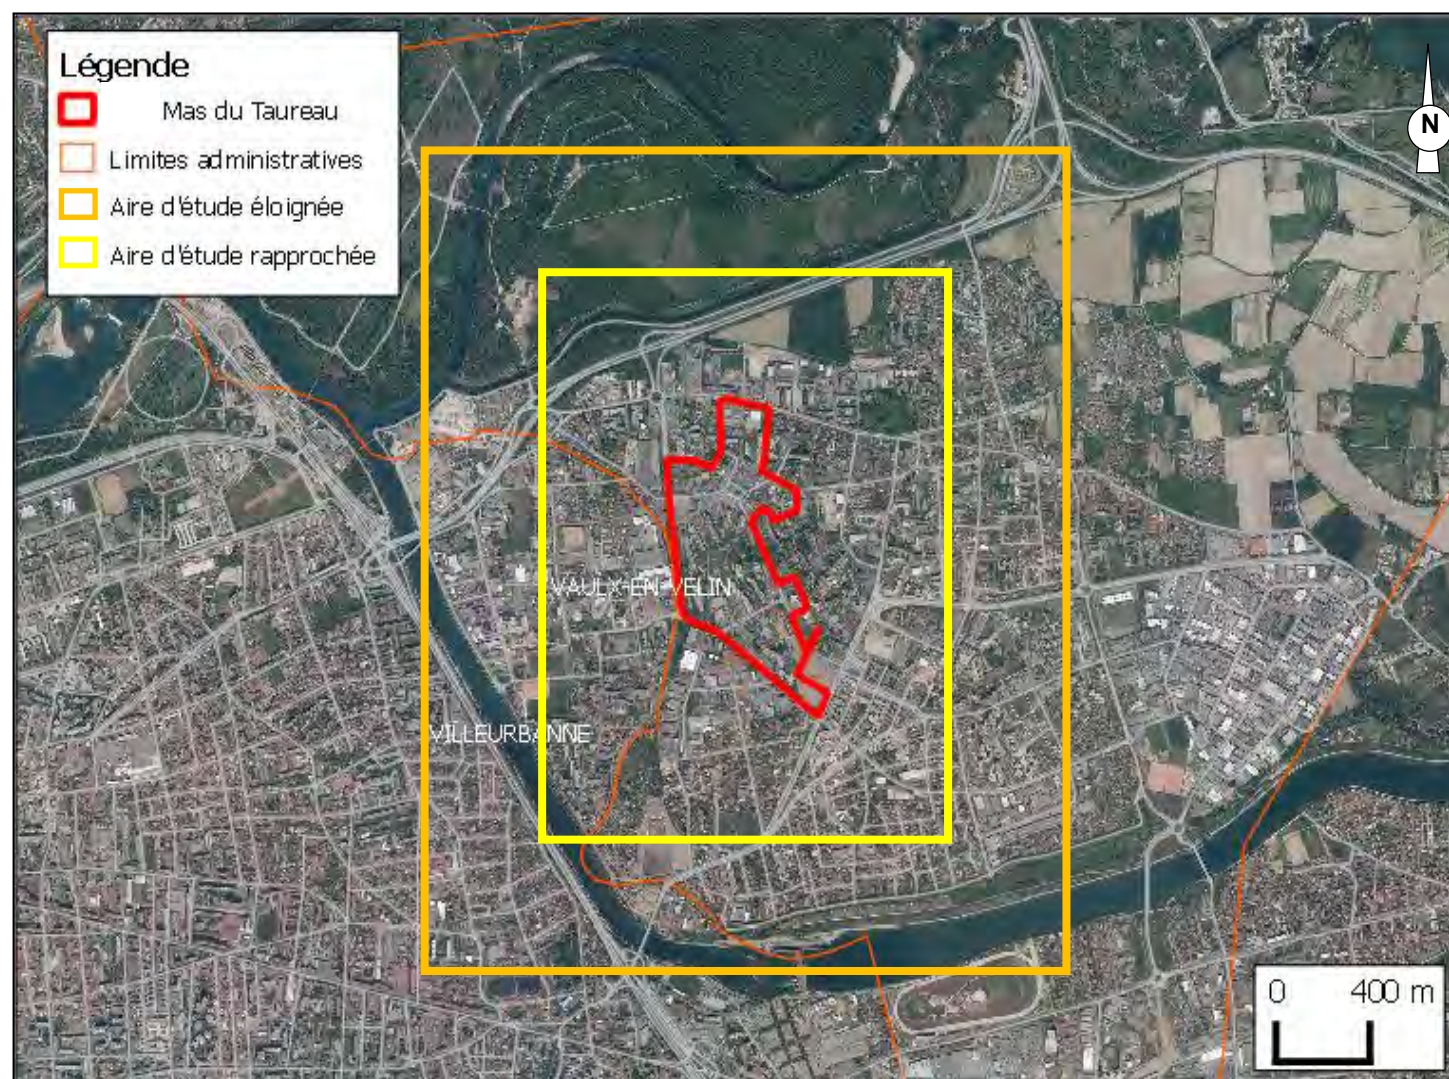 Légende
Mas du Taureau
Limites administratives
Aire d'étude éloignée
Aire d'étude rapprochée
N
VAULX-EN-VELIN
VILLEURBANNE
0 400 m